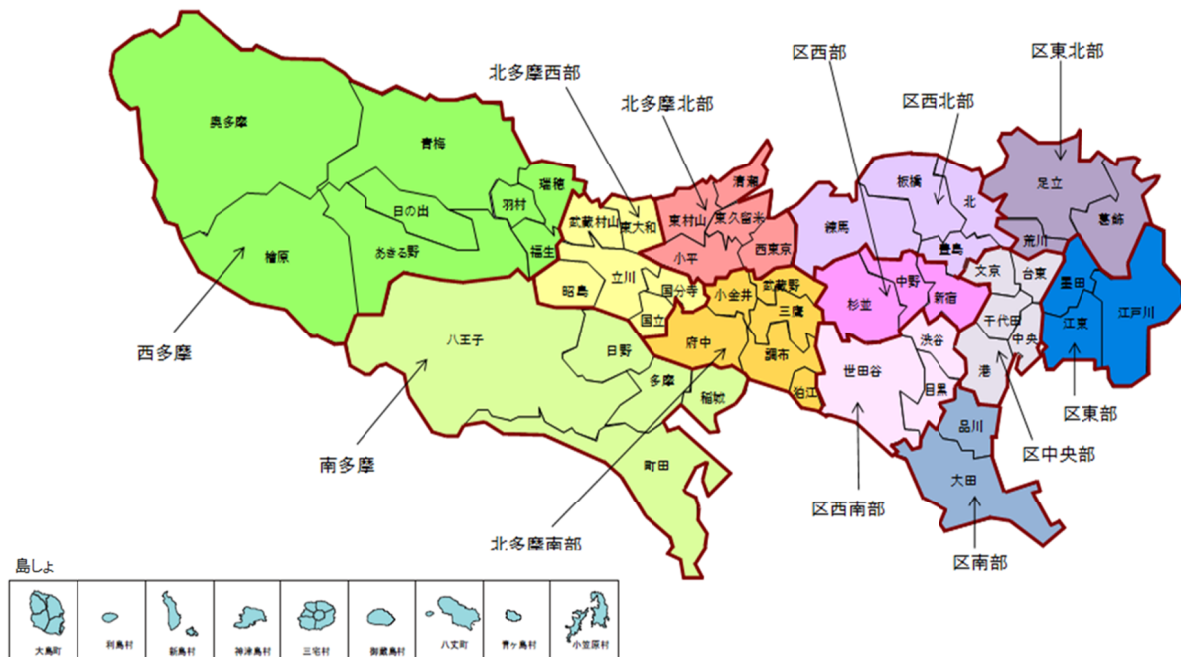 区東北部
区西部
北多摩西部
北多摩北部
区西北部
奥多摩
青梅
瑞穂
羽村
日の出
福生
あきる野
檜原
武蔵村山
東大和
東村山
清瀬
東久留米
小平
西東京
立川
昭島
国分寺
国立
小金井
武蔵野
三鷹
府中
調布
狛江
八王子
日野
多摩
稲城
町田
練馬
板橋
北
豊島
足立
葛飾
荒川
杉並
中野
新宿
文京
台東
墨田
江戸川
江東
千代田
中央
港
渋谷
世田谷
目黒
品川
大田
西多摩
南多摩
北多摩南部
区西南部
区中央部
区東部
区南部
島しょ
大島町
利島村
新島村
神津島村
三宅村
御蔵島村
八丈町
青ヶ島村
小笠原村